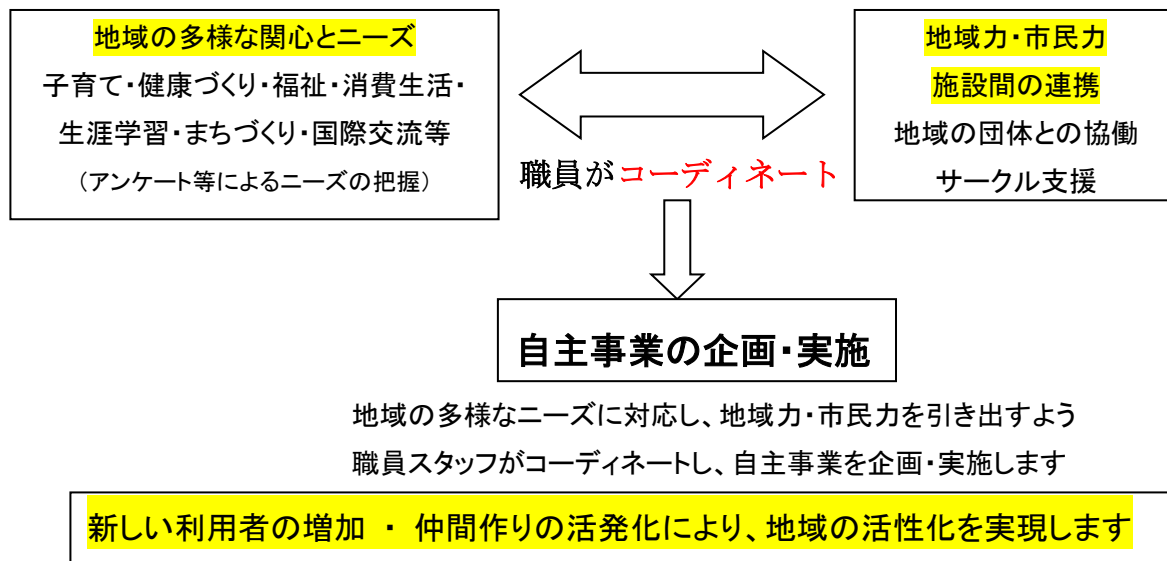 地域の多様な関心とニーズ
子育て・健康づくり・福祉・消費生活・
生涯学習・まちづくり・国際交流等
（アンケート等によるニーズの把握）
職員がコーディネート
地域力・市民力
施設間の連携
地域の団体との協働
サークル支援
自主事業の企画・実施
地域の多様なニーズに対応し、地域力・市民力を引き出すよう
職員スタッフがコーディネートし、自主事業を企画・実施します
新しい利用者の増加 ・ 仲間作りの活発化により、地域の活性化を実現します